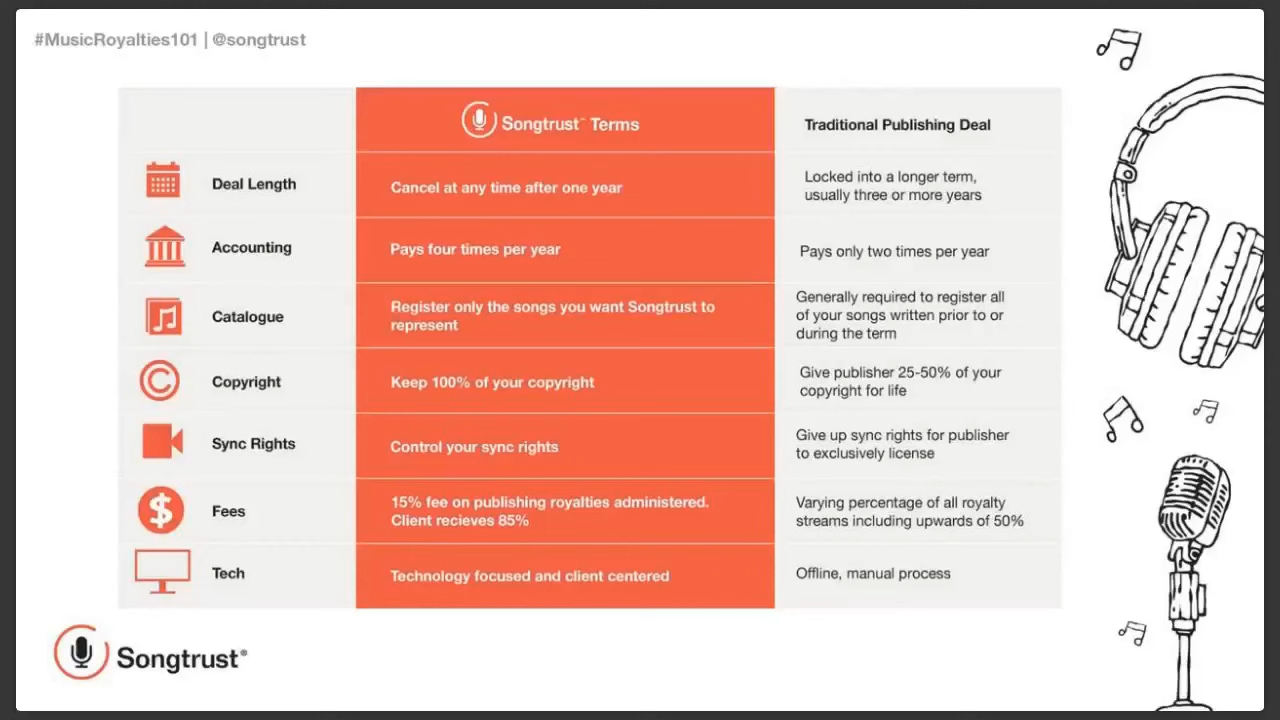 #MusicRoyalties101 | @songtrust
Songtrust™ Terms
Traditional Publishing Deal
Deal Length
Cancel at any time after one year
Locked into a longer term,
usually three or more years
Accounting
Pays four times per year
Pays only two times per year
Catalogue
Register only the songs you want Songtrust to
represent
Generally required to register all
of your songs written prior to or
during the term
Copyright
Keep 100% of your copyright
Give publisher 25-50% of your
copyright for life
Sync Rights
Control your sync rights
Give up sync rights for publisher
to exclusively license
Fees
15% fee on publishing royalties administered.
Client recieves 85%
Varying percentage of all royalty
streams including upwards of 50%
Tech
Technology focused and client centered
Offline, manual process
Songtrust®